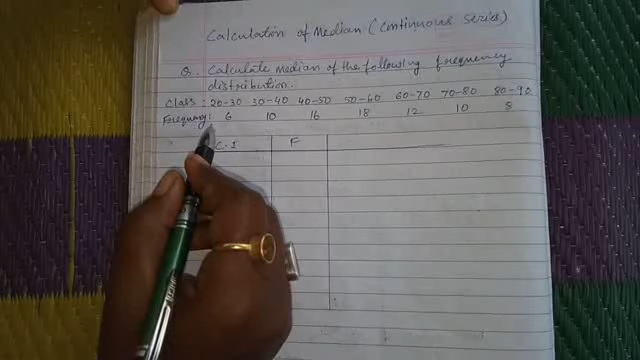 Calculation of Median (Continuous Series)
Q. Calculate median of the following frequency
distribution.
Class: 20-30 30-40 40-50 50-60 60-70 70-80 80-90
Frequency: 6 10 16 18 12 10 8
C.I F